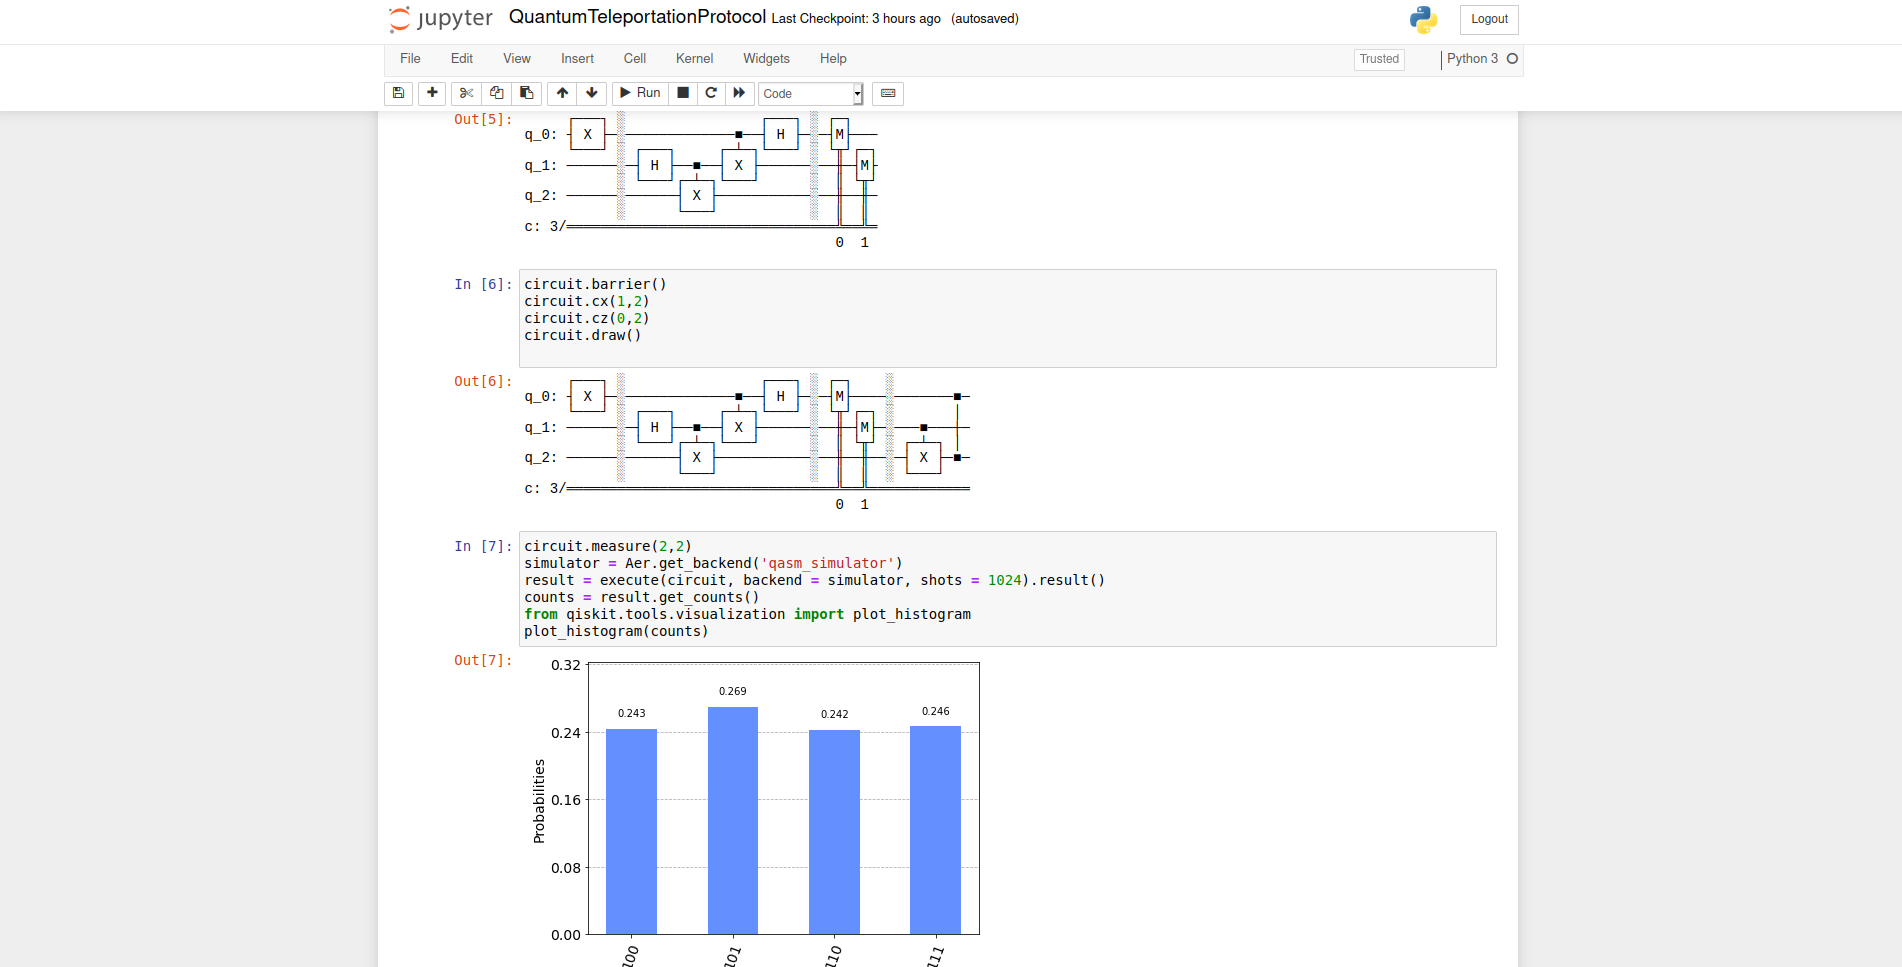 jupyter QuantumTeleportationProtocol Last Checkpoint: 3 hours ago (autosaved) Logout
File Edit View Insert Cell Kernel Widgets Help Trusted Python 3
Run Code
Out[5]:
q_0: X H M
q_1: H X M
q_2: X
c: 3/
0 1
In [6]: circuit.barrier()
circuit.cx(1,2)
circuit.cz(0,2)
circuit.draw()
Out[6]:
q_0: X H M
q_1: H X M
q_2: X X
c: 3/
0 1
In [7]: circuit.measure(2,2)
simulator = Aer.get_backend('qasm_simulator')
result = execute(circuit, backend = simulator, shots = 1024).result()
counts = result.get_counts()
from qiskit.tools.visualization import plot_histogram
plot_histogram(counts)
Out[7]:
0.32
0.24
0.16
0.08
0.00
Probabilities
0.243
0.269
0.242
0.246
100
101
110
111